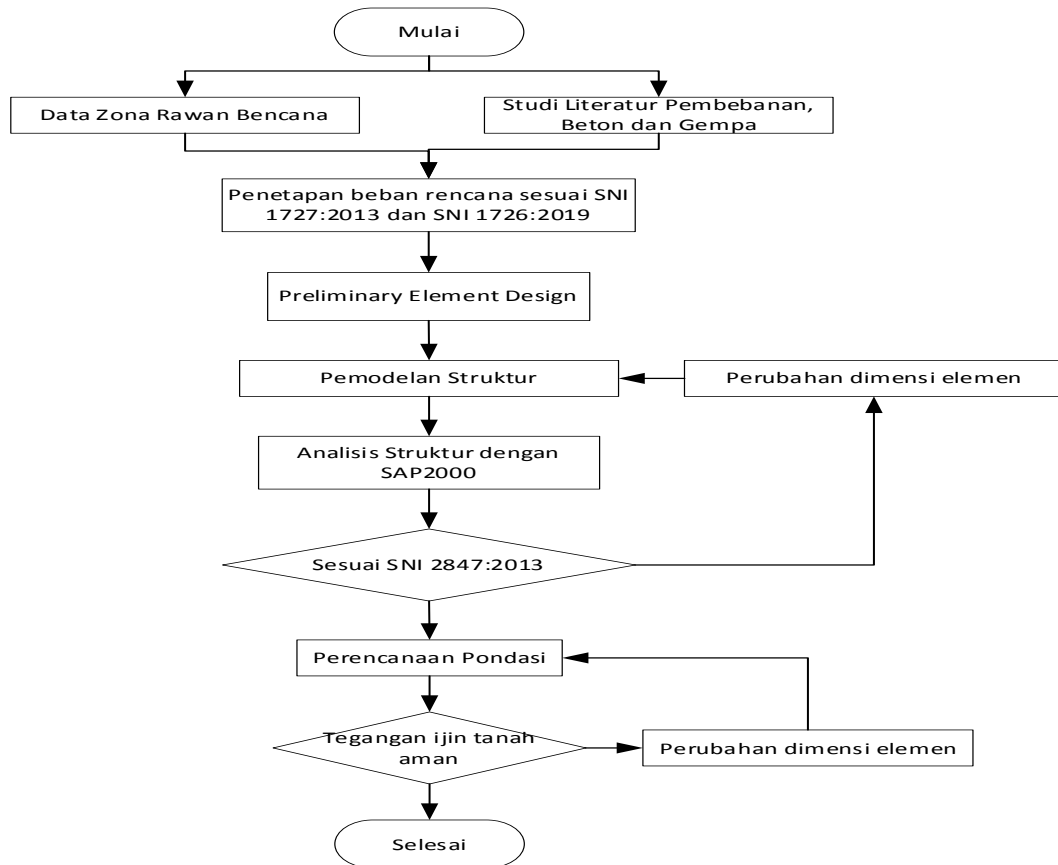 Mulai
Data Zona Rawan Bencana
Studi Literatur Pembebanan,
Beton dan Gempa
Penetapan beban rencana sesuai SNI
1727:2013 dan SNI 1726:2019
Preliminary Element Design
Pemodelan Struktur
Perubahan dimensi elemen
Analisis Struktur dengan
SAP2000
Sesuai SNI 2847:2013
Perencanaan Pondasi
Tegangan ijin tanah
aman
Perubahan dimensi elemen
Selesai